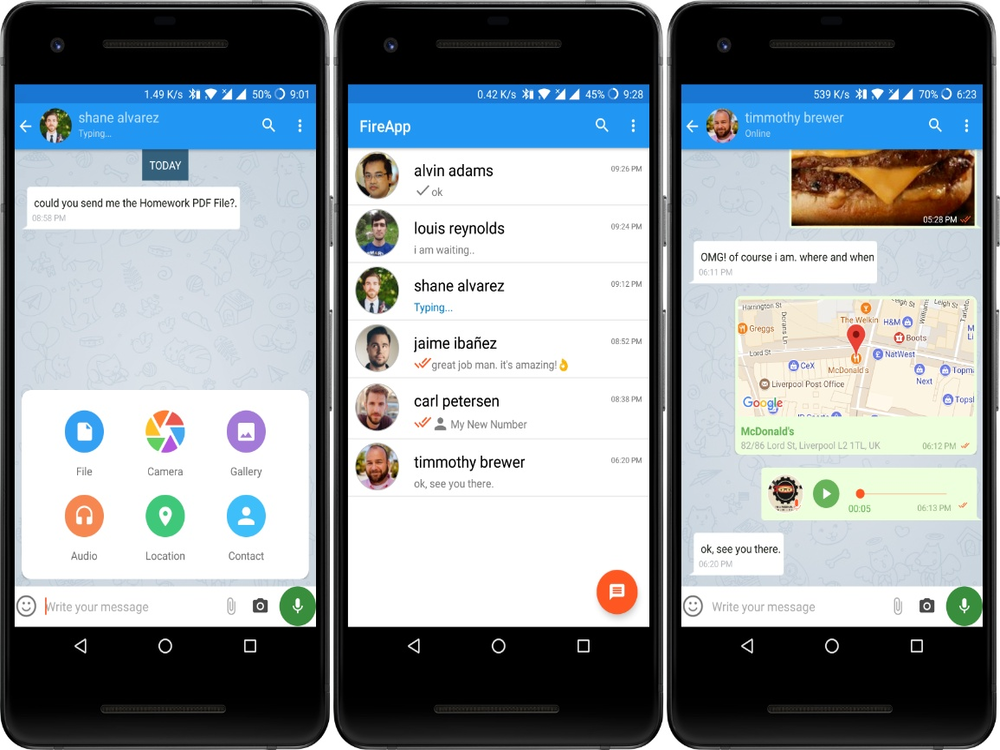 1.49 K/s 50% 9:01
shane alvarez
Typing...
TODAY
could you send me the Homework PDF File?.
08:58 PM
File
Camera
Gallery
Audio
Location
Contact
Write your message
0.42 K/s 45% 9:28
FireApp
alvin adams
09:26 PM
ok
louis reynolds
09:24 PM
i am waiting..
shane alvarez
09:12 PM
Typing...
jaime ibañez
08:52 PM
great job man. it's amazing!👌
carl petersen
08:38 PM
My New Number
timmothy brewer
06:20 PM
ok, see you there.
539 K/s 70% 6:23
timmothy brewer
Online
05:28 PM
OMG! of course i am. where and when
06:11 PM
Harrington St
Leigh St
Leigh St
Dorans Ln
The Welkin
H&M
Greggs
Boots
Lord St
NatWest
CeX
McDonald's
Next
Liverpool Post Office
Google
McDonald's
82/86 Lord St, Liverpool L2 1TL, UK
06:12 PM
00:05
06:13 PM
ok, see you there.
06:20 PM
Write your message